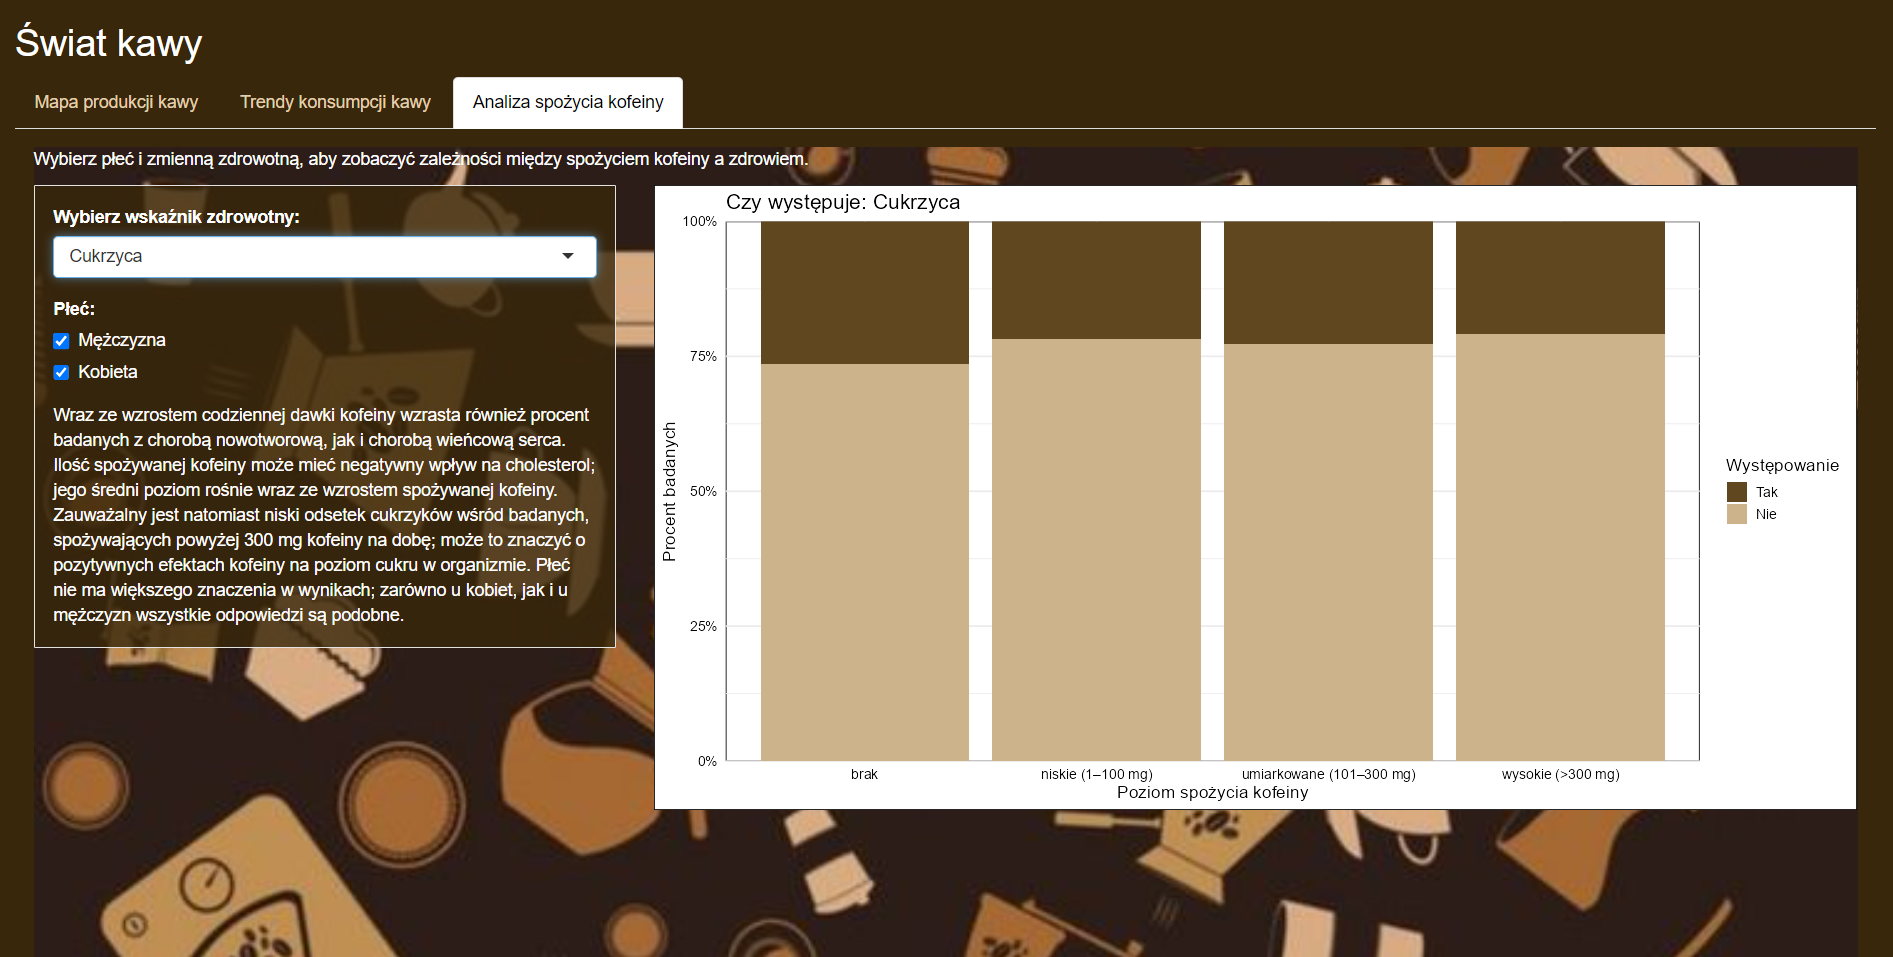 Świat kawy
Mapa produkcji kawy
Trendy konsumpcji kawy
Analiza spożycia kofeiny
Wybierz płeć i zmienną zdrowotną, aby zobaczyć zależności między spożyciem kofeiny a zdrowiem.
Wybierz wskaźnik zdrowotny:
Cukrzyca
Płeć:
Mężczyzna
Kobieta
Wraz ze wzrostem codziennej dawki kofeiny wzrasta również procent
badanych z chorobą nowotworową, jak i chorobą wieńcową serca.
Ilość spożywanej kofeiny może mieć negatywny wpływ na cholesterol;
jego średni poziom rośnie wraz ze wzrostem spożywanej kofeiny.
Zauważalny jest natomiast niski odsetek cukrzyków wśród badanych,
spożywających powyżej 300 mg kofeiny na dobę; może to znaczyć o
pozytywnych efektach kofeiny na poziom cukru w organizmie. Płeć
nie ma większego znaczenia w wynikach; zarówno u kobiet, jak i u
mężczyzn wszystkie odpowiedzi są podobne.
Czy występuje: Cukrzyca
Procent badanych
100%
75%
50%
25%
0%
brak
niskie (1–100 mg)
umiarkowane (101–300 mg)
wysokie (>300 mg)
Poziom spożycia kofeiny
Występowanie
Tak
Nie